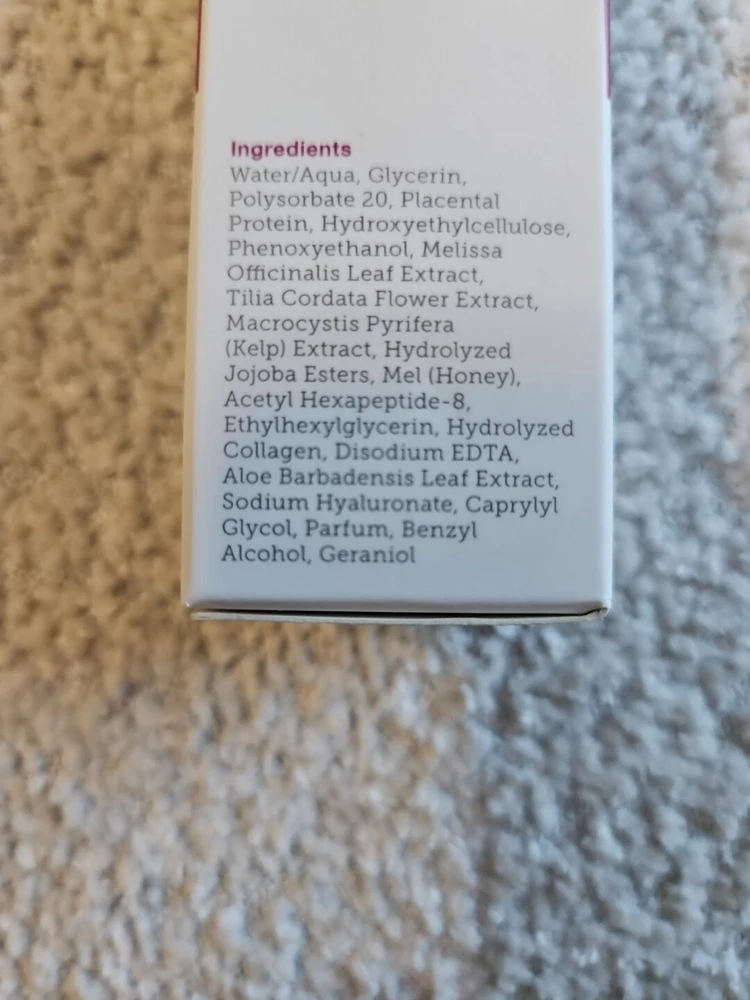 Ingredients
Water/Aqua, Glycerin,
Polysorbate 20, Placental
Protein, Hydroxyethylcellulose,
Phenoxyethanol, Melissa
Officinalis Leaf Extract,
Tilia Cordata Flower Extract,
Macrocystis Pyrifera
(Kelp) Extract, Hydrolyzed
Jojoba Esters, Mel (Honey),
Acetyl Hexapeptide-8,
Ethylhexylglycerin, Hydrolyzed
Collagen, Disodium EDTA,
Aloe Barbadensis Leaf Extract,
Sodium Hyaluronate, Caprylyl
Glycol, Parfum, Benzyl
Alcohol, Geraniol